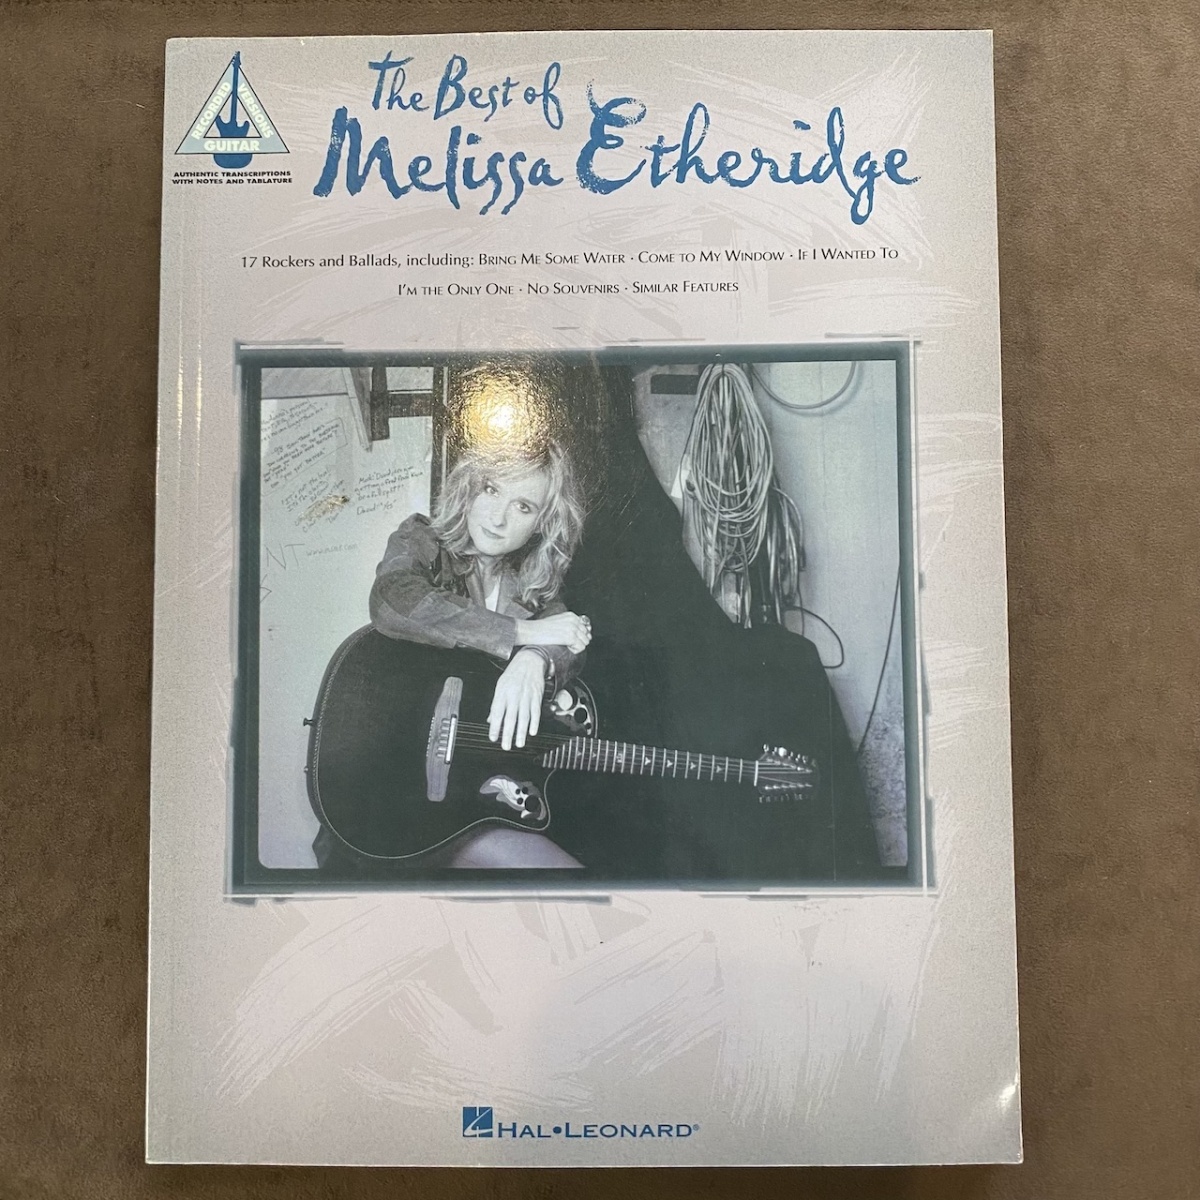 The Best of
Melissa Etheridge
RECORDED VERSIONS
GUITAR
AUTHENTIC TRANSCRIPTIONS
WITH NOTES AND TABLATURE
17 Rockers and Ballads, including: BRING ME SOME WATER · COME TO MY WINDOW · IF I WANTED TO
I'M THE ONLY ONE · NO SOUVENIRS · SIMILAR FEATURES
NT
HAL•LEONARD®